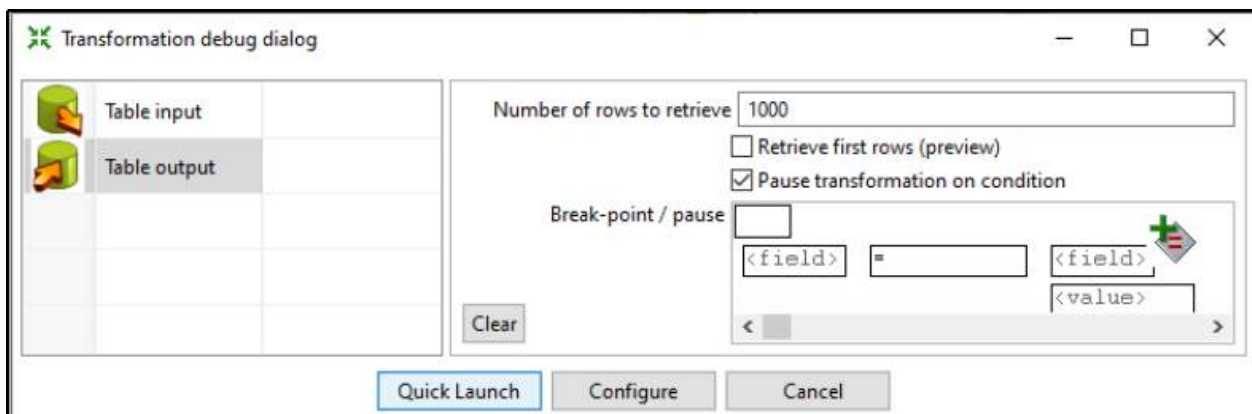 Transformation debug dialog
Table input
Table output
Number of rows to retrieve 1000
Retrieve first rows (preview)
Pause transformation on condition
Break-point / pause
<field> = <field>
<value>
Clear
Quick Launch Configure Cancel